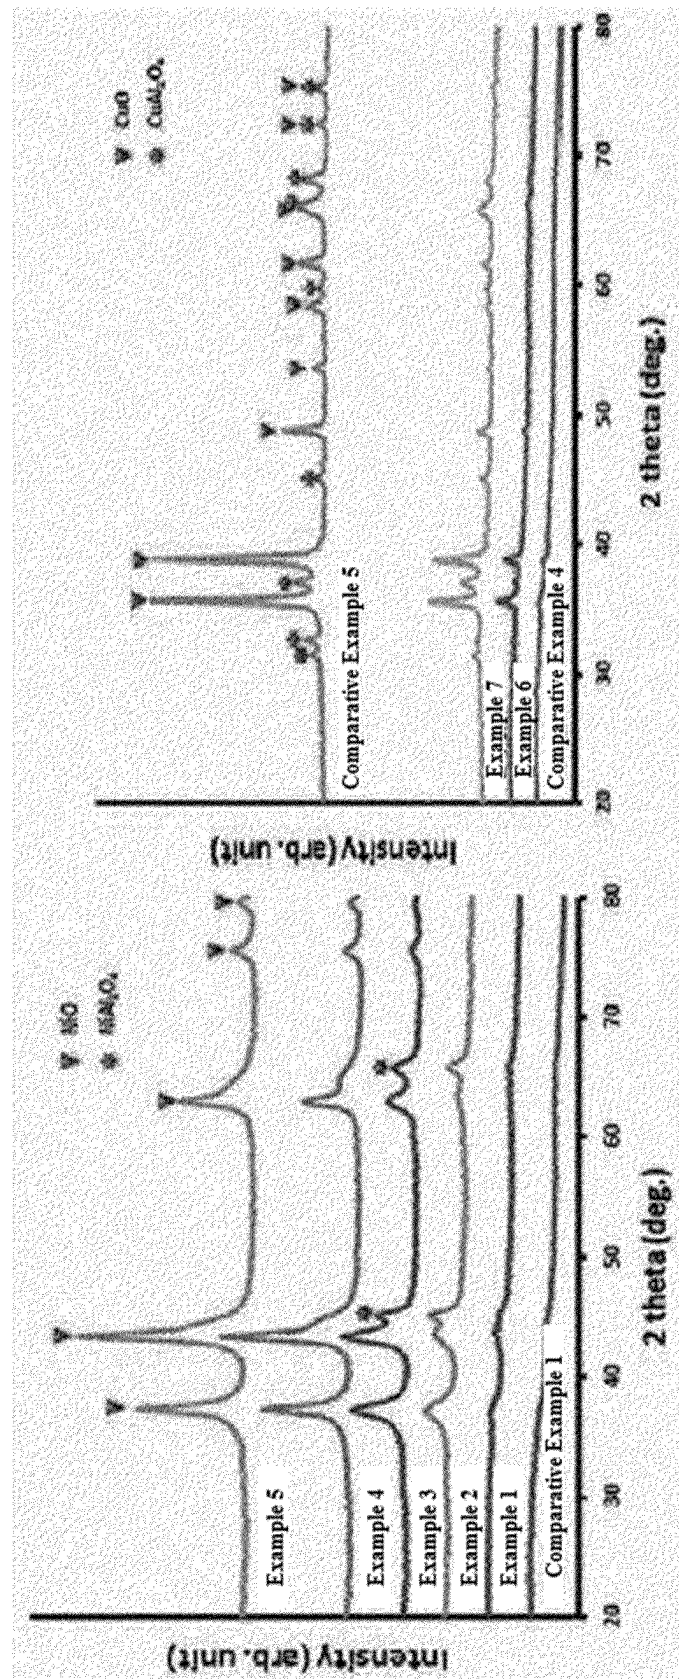 Intensity (arb. unit)
NiO
NiAl₂O₄
Example 5
Example 4
Example 3
Example 2
Example 1
Comparative Example 1
20
30
40
50
60
70
80
2 theta (deg.)
Intensity (arb. unit)
CuO
CuAl₂O₄
Comparative Example 5
Example 7
Example 6
Comparative Example 4
20
30
40
50
60
70
80
2 theta (deg.)